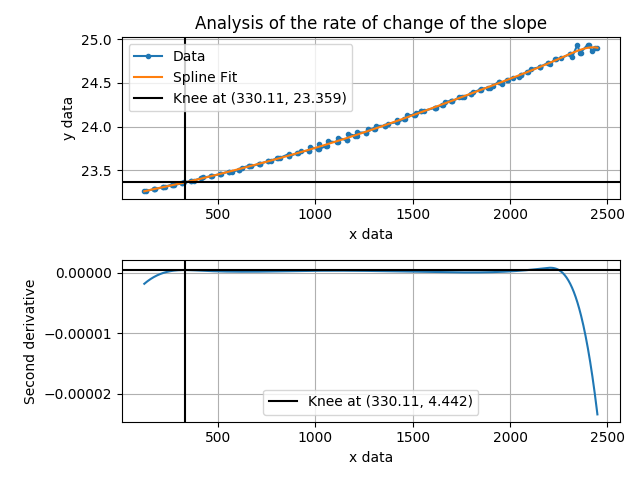 Analysis of the rate of change of the slope
25.0
24.5
24.0
23.5
y data
Data
Spline Fit
Knee at (330.11, 23.359)
500
1000
1500
2000
2500
x data
0.00000
−0.00001
−0.00002
Second derivative
Knee at (330.11, 4.442)
500
1000
1500
2000
2500
x data